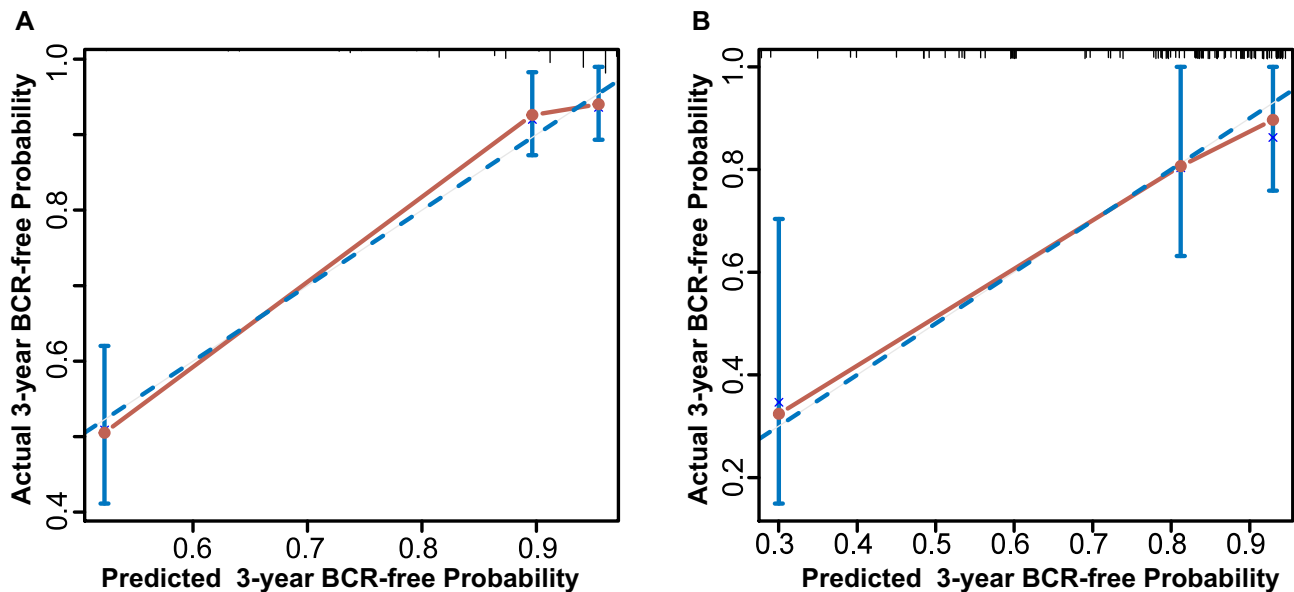 A
Actual 3-year BCR-free Probability
1.0
0.8
0.6
0.4
0.6 0.7 0.8 0.9
Predicted 3-year BCR-free Probability
B
Actual 3-year BCR-free Probability
1.0
0.8
0.6
0.4
0.2
0.3 0.4 0.5 0.6 0.7 0.8 0.9
Predicted 3-year BCR-free Probability